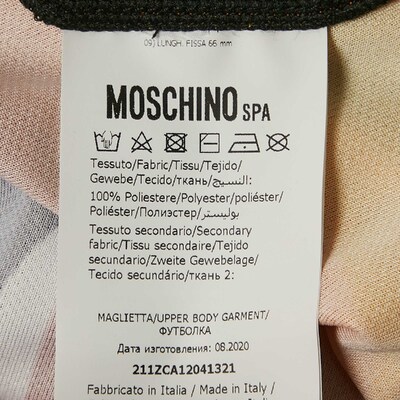 09) LUNGH. FISSA 66 mm
MOSCHINO SPA
Tessuto/Fabric/Tissu/Tejido/
Gewebe/Tecido/ткань/النسيج:
100% Poliestere/Polyester/poliéster/
Poliéster/Полиэстер/بوليستر
Tessuto secondario/Secondary
fabric/Tissu secondaire/Tejido
secundario/Zweite Gewebelage/
Tecido secundário/ткань 2:
MAGLIETTA/UPPER BODY GARMENT/
ФУТБОЛКА
Дата изготовления: 08.2020
211ZCA12041321
Fabbricato in Italia / Made in Italy /